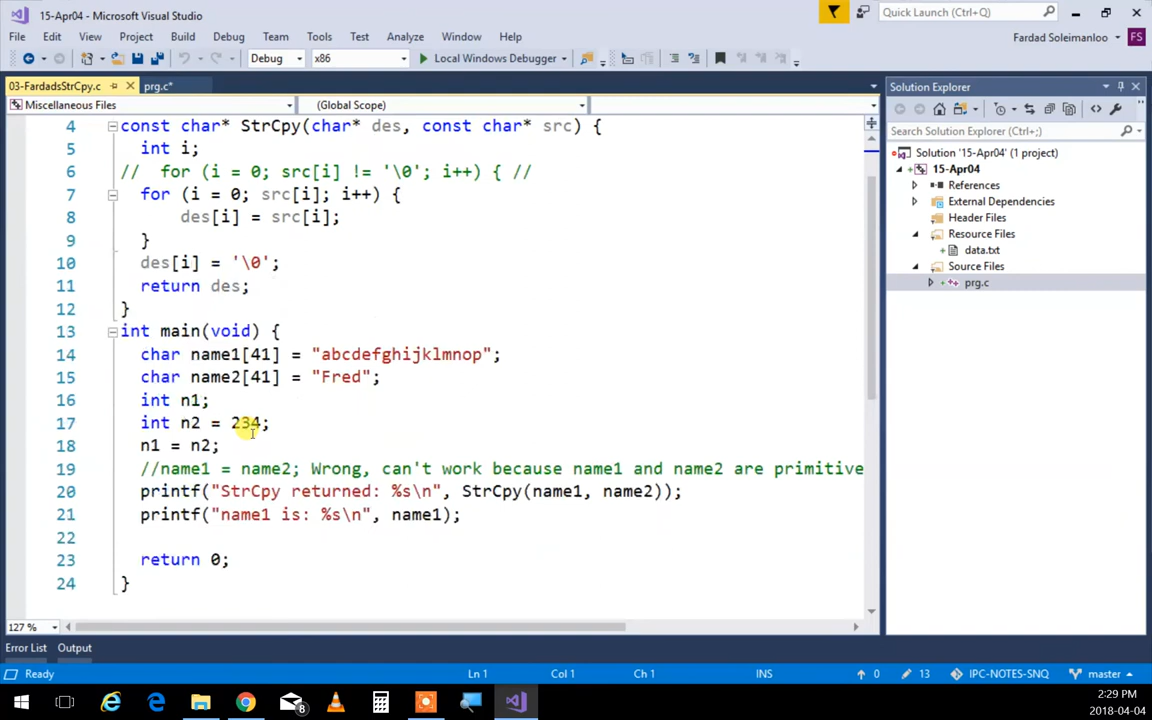 15-Apr04 - Microsoft Visual Studio
Quick Launch (Ctrl+Q)
File Edit View Project Build Debug Team Tools Test Analyze Window Help
Fardad Soleimanloo FS
Debug x86 Local Windows Debugger
03-FardadsStrCpy.c prg.c*
Miscellaneous Files (Global Scope)
4 const char* StrCpy(char* des, const char* src) {
5 int i;
6 // for (i = 0; src[i] != '\0'; i++) { //
7 for (i = 0; src[i]; i++) {
8 des[i] = src[i];
9 }
10 des[i] = '\0';
11 return des;
12 }
13 int main(void) {
14 char name1[41] = "abcdefghijklmnop";
15 char name2[41] = "Fred";
16 int n1;
17 int n2 = 234;
18 n1 = n2;
19 //name1 = name2; Wrong, can't work because name1 and name2 are primitive
20 printf("StrCpy returned: %s\n", StrCpy(name1, name2));
21 printf("name1 is: %s\n", name1);
22
23 return 0;
24 }
127 %
Solution Explorer
Search Solution Explorer (Ctrl+;)
Solution '15-Apr04' (1 project)
15-Apr04
References
External Dependencies
Header Files
Resource Files
data.txt
Source Files
prg.c
Error List Output
Ready Ln 1 Col 1 Ch 1 INS 0 13 IPC-NOTES-SNQ master
8
2:29 PM
2018-04-04